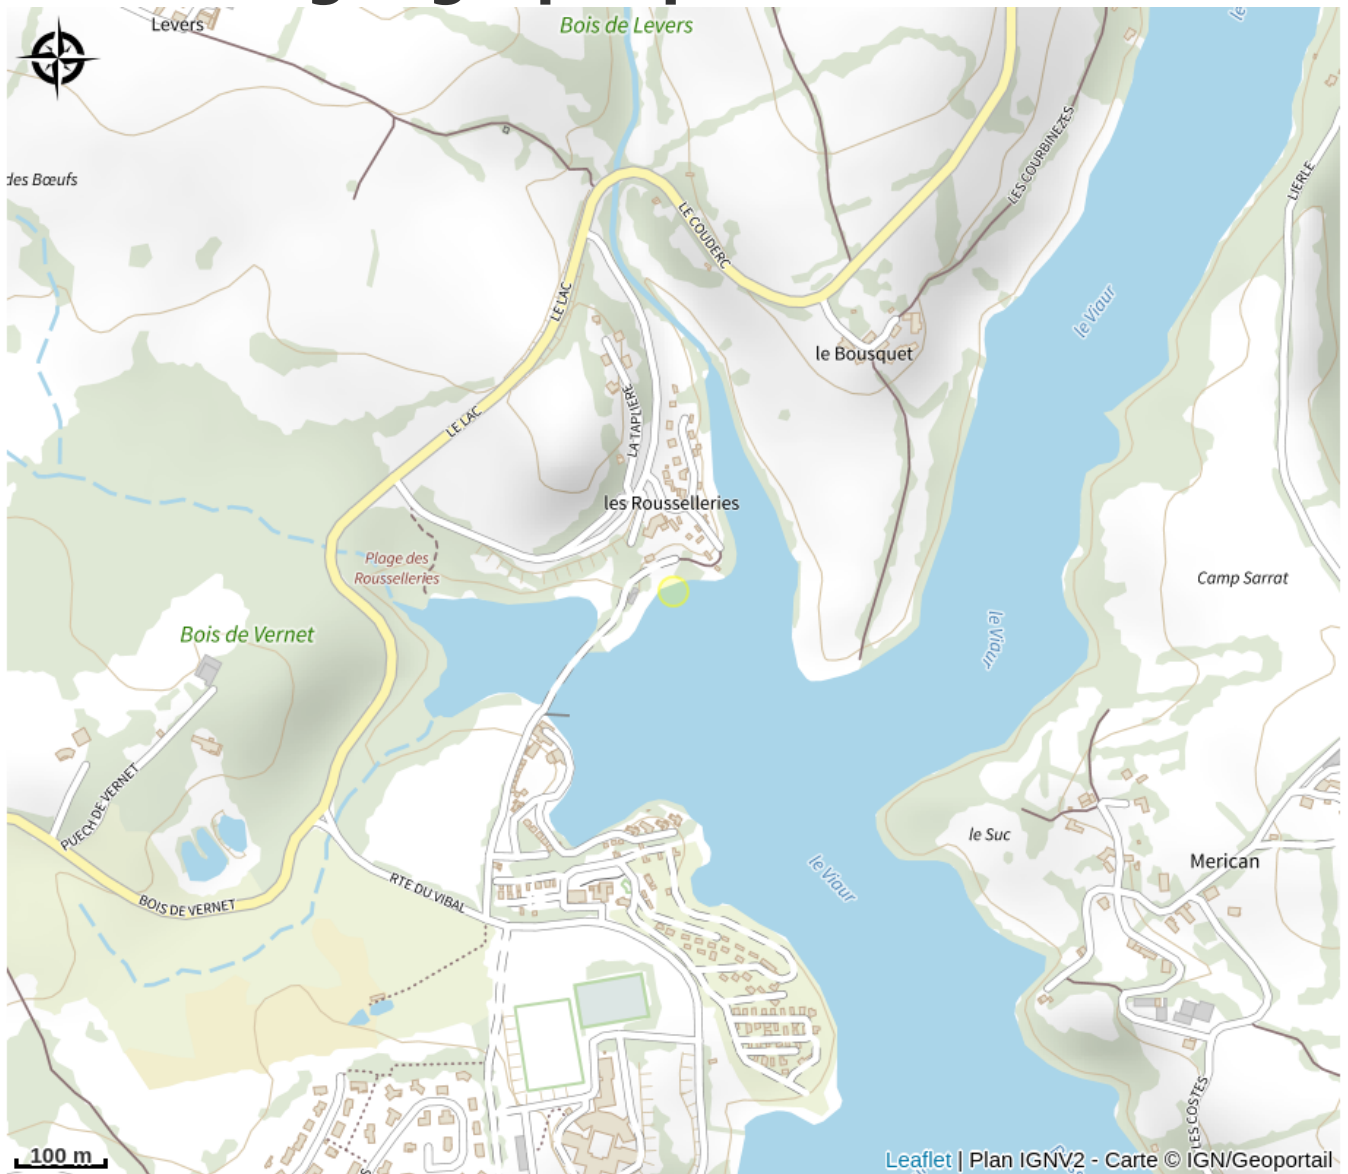 Levers
Bois de Levers
le
des Bœufs
LES COURBINEZES
LIERLE
LE COUDERC
LE LAC
le Viaur
le Bousquet
LA TAPLIERE
LE LAC
les Rousselleries
Plage des
Rousselleries
Camp Sarrat
Bois de Vernet
le Viaur
PUECH DE VERNET
le Suc
Merican
le Viaur
RTE DU VIBAL
BOIS DE VERNET
LES COSTES
100 m
Leaflet | Plan IGNV2 - Carte © IGN/Geoportail